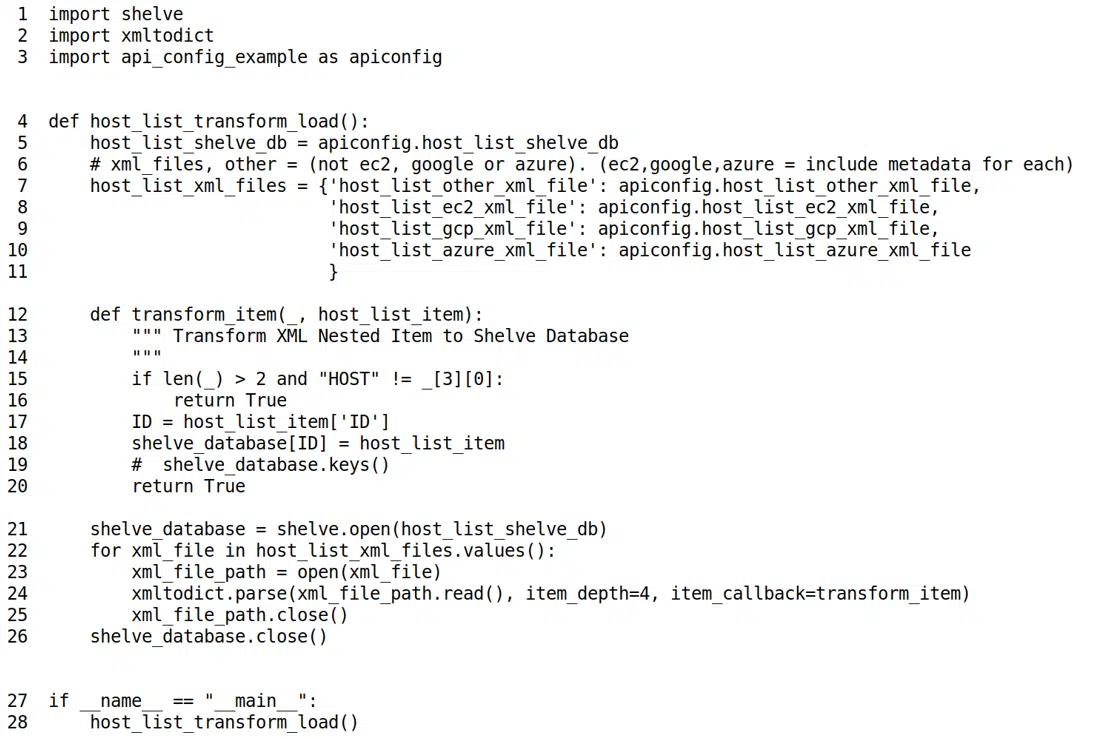 1  import shelve
2  import xmltodict
3  import api_config_example as apiconfig
4  def host_list_transform_load():
5      host_list_shelve_db = apiconfig.host_list_shelve_db
6      # xml_files, other = (not ec2, google or azure). (ec2,google,azure = include metadata for each)
7      host_list_xml_files = {'host_list_other_xml_file': apiconfig.host_list_other_xml_file,
8                             'host_list_ec2_xml_file': apiconfig.host_list_ec2_xml_file,
9                             'host_list_gcp_xml_file': apiconfig.host_list_gcp_xml_file,
10                             'host_list_azure_xml_file': apiconfig.host_list_azure_xml_file
11                            }
12     def transform_item(_, host_list_item):
13         """ Transform XML Nested Item to Shelve Database
14         """
15         if len(_) > 2 and "HOST" != _[3][0]:
16             return True
17         ID = host_list_item['ID']
18         shelve_database[ID] = host_list_item
19         #  shelve_database.keys()
20         return True
21     shelve_database = shelve.open(host_list_shelve_db)
22     for xml_file in host_list_xml_files.values():
23         xml_file_path = open(xml_file)
24         xmltodict.parse(xml_file_path.read(), item_depth=4, item_callback=transform_item)
25         xml_file_path.close()
26     shelve_database.close()
27 if __name__ == "__main__":
28     host_list_transform_load()